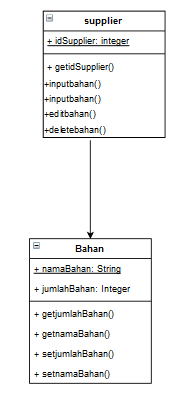 supplier
+ idSupplier: integer
+ getidSupplier()
+inputbahan()
+inputbahan()
+editbahan()
+deletebahan()
Bahan
+ namaBahan: String
+ jumlahBahan: Integer
+ getjumlahBahan()
+ getnamaBahan()
+ setjumlahBahan()
+ setnamaBahan()